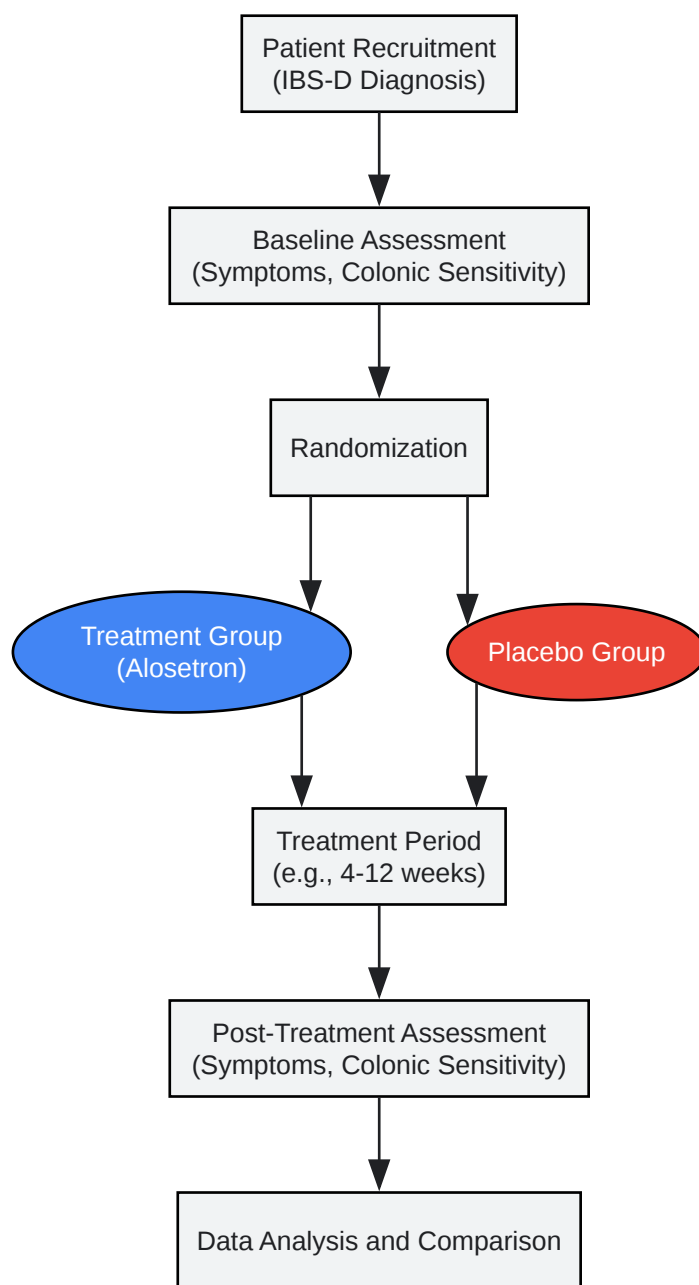 Patient Recruitment
(IBS-D Diagnosis)
Baseline Assessment
(Symptoms, Colonic Sensitivity)
Randomization
Treatment Group
(Alosetron)
Placebo Group
Treatment Period
(e.g., 4-12 weeks)
Post-Treatment Assessment
(Symptoms, Colonic Sensitivity)
Data Analysis and Comparison